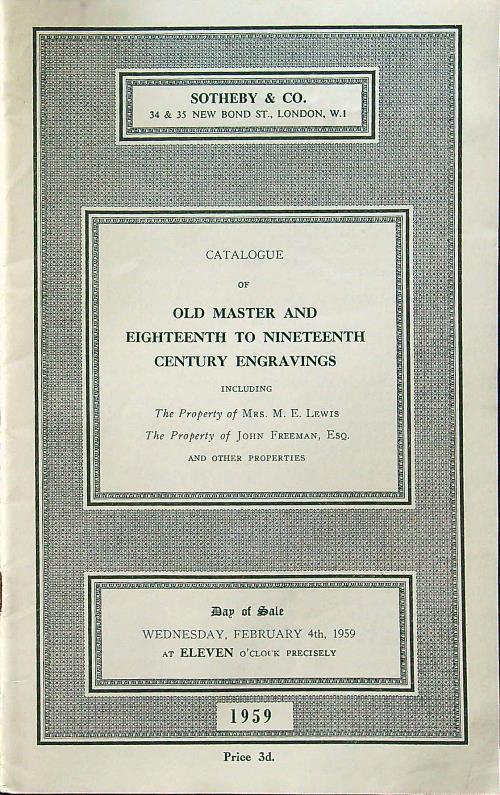 SOTHEBY & CO.
34 & 35 NEW BOND ST., LONDON, W.1
CATALOGUE
OF
OLD MASTER AND
EIGHTEENTH TO NINETEENTH
CENTURY ENGRAVINGS
INCLUDING
The Property of MRS. M. E. LEWIS
The Property of JOHN FREEMAN, ESQ.
AND OTHER PROPERTIES
Day of Sale
WEDNESDAY, FEBRUARY 4th, 1959
AT ELEVEN O'CLOCK PRECISELY
1959
Price 3d.